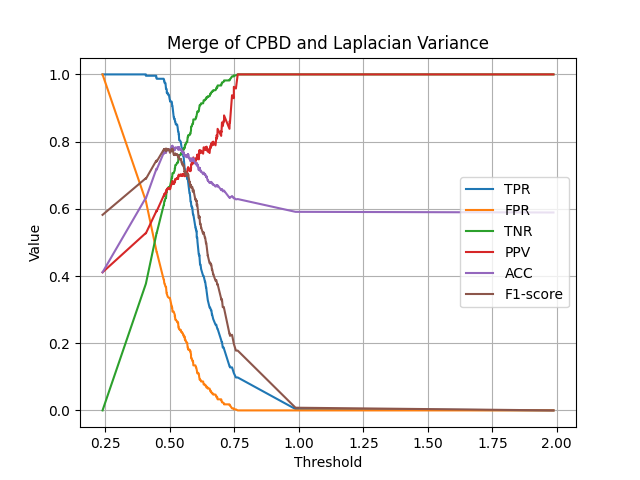 Merge of CPBD and Laplacian Variance
Value
1.0
0.8
0.6
0.4
0.2
0.0
0.25
0.50
0.75
1.00
1.25
1.50
1.75
2.00
Threshold
TPR
FPR
TNR
PPV
ACC
F1-score